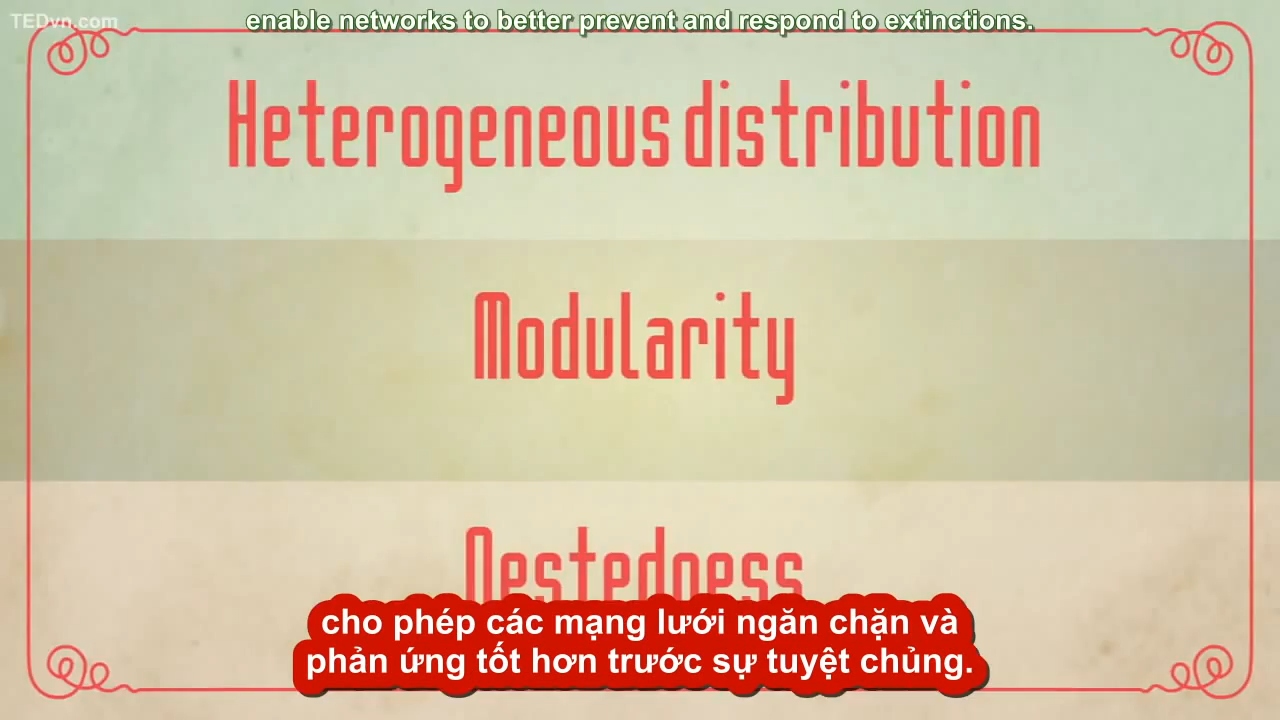 TEDvn.com
enable networks to better prevent and respond to extinctions.
Heterogeneous distribution
Modularity
Nestedness
cho phép các mạng lưới ngăn chặn và
phản ứng tốt hơn trước sự tuyệt chủng.